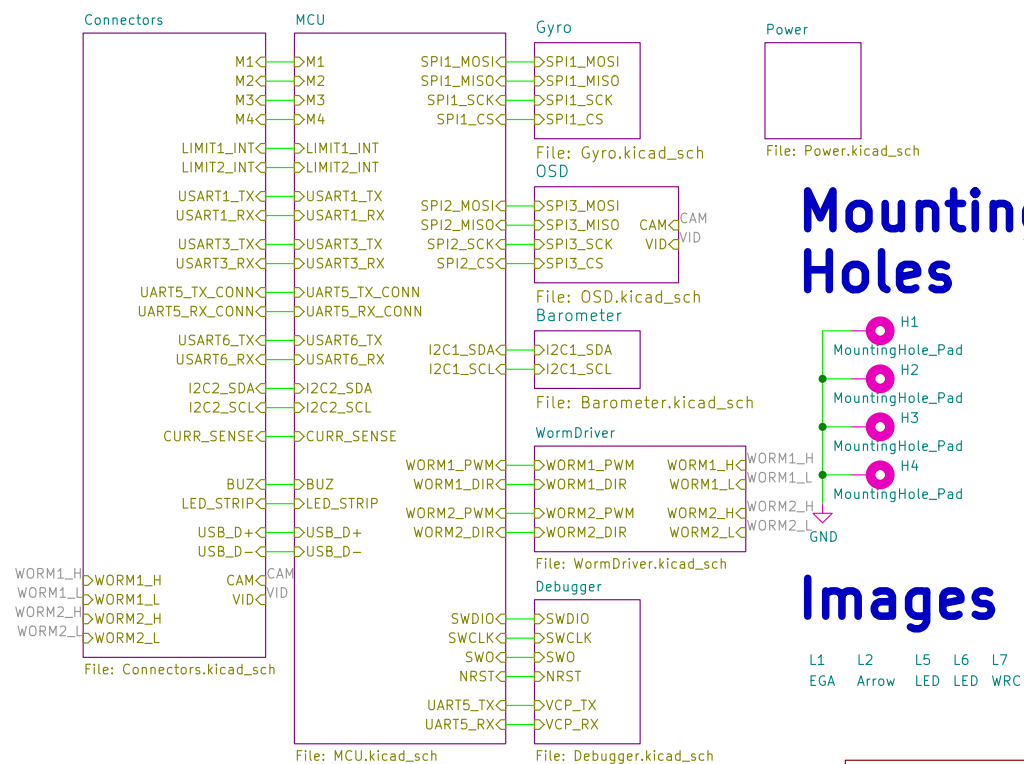 Connectors
M1
M2
M3
M4
LIMIT1_INT
LIMIT2_INT
USART1_TX
USART1_RX
USART3_TX
USART3_RX
UART5_TX_CONN
UART5_RX_CONN
USART6_TX
USART6_RX
I2C2_SDA
I2C2_SCL
CURR_SENSE
BUZ
LED_STRIP
USB_D+
USB_D-
WORM1_H
WORM1_L
WORM2_H
WORM2_L
WORM1_H
WORM1_L
WORM2_H
WORM2_L
CAM
VID
CAM
VID
File: Connectors.kicad_sch
MCU
M1
M2
M3
M4
LIMIT1_INT
LIMIT2_INT
USART1_TX
USART1_RX
USART3_TX
USART3_RX
UART5_TX_CONN
UART5_RX_CONN
USART6_TX
USART6_RX
I2C2_SDA
I2C2_SCL
CURR_SENSE
BUZ
LED_STRIP
USB_D+
USB_D-
SPI1_MOSI
SPI1_MISO
SPI1_SCK
SPI1_CS
SPI2_MOSI
SPI2_MISO
SPI2_SCK
SPI2_CS
I2C1_SDA
I2C1_SCL
WORM1_PWM
WORM1_DIR
WORM2_PWM
WORM2_DIR
SWDIO
SWCLK
SWO
NRST
UART5_TX
UART5_RX
File: MCU.kicad_sch
Gyro
SPI1_MOSI
SPI1_MISO
SPI1_SCK
SPI1_CS
File: Gyro.kicad_sch
OSD
SPI3_MOSI
SPI3_MISO
SPI3_SCK
SPI3_CS
CAM
VID
CAM
VID
File: OSD.kicad_sch
Barometer
I2C1_SDA
I2C1_SCL
File: Barometer.kicad_sch
WormDriver
WORM1_PWM
WORM1_DIR
WORM2_PWM
WORM2_DIR
WORM1_H
WORM1_L
WORM2_H
WORM2_L
WORM1_H
WORM1_L
WORM2_H
WORM2_L
File: WormDriver.kicad_sch
Debugger
SWDIO
SWCLK
SWO
NRST
VCP_TX
VCP_RX
File: Debugger.kicad_sch
Power
File: Power.kicad_sch
Mounting
Holes
H1
MountingHole_Pad
H2
MountingHole_Pad
H3
MountingHole_Pad
H4
MountingHole_Pad
GND
Images
L1 L2 L5 L6 L7
EGA Arrow LED LED WRC